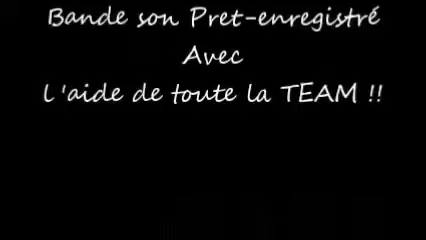 Bande son Pret-enregistré
Avec
l'aide de toute la TEAM !!